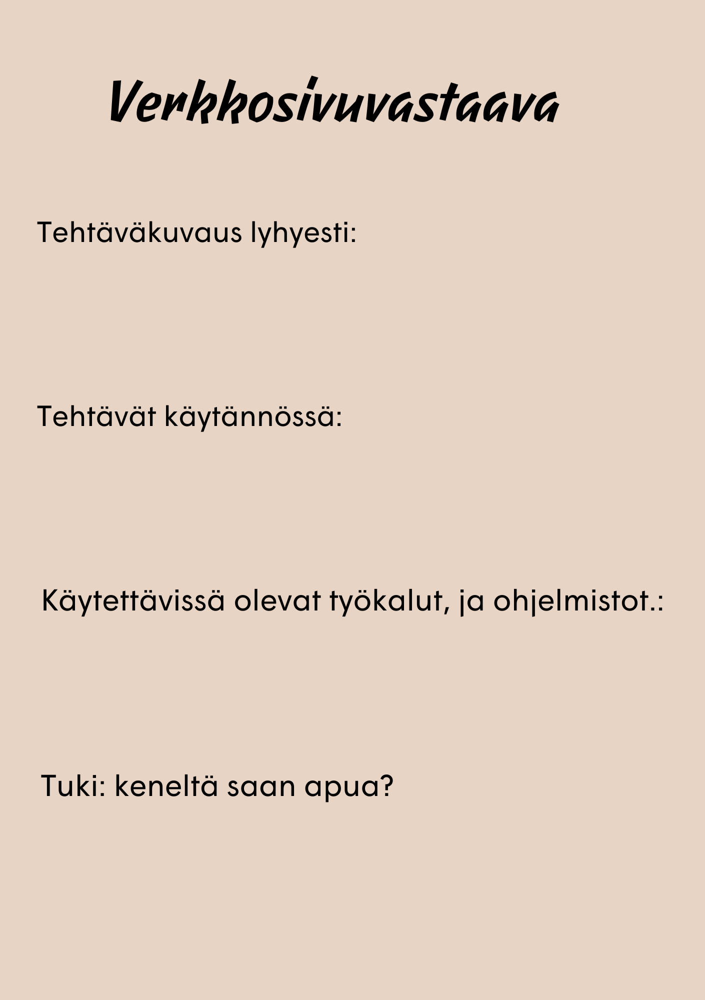 Verkkosivuvastaava
Tehtäväkuvaus lyhyesti:
Tehtävät käytännössä:
Käytettävissä olevat työkalut, ja ohjelmistot.:
Tuki: keneltä saan apua?